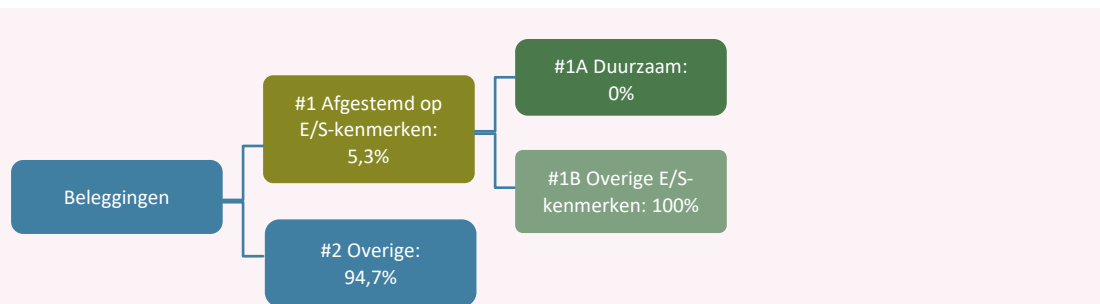 Beleggingen
#1 Afgestemd op
E/S-kenmerken:
5,3%
#2 Overige:
94,7%
#1A Duurzaam:
0%
#1B Overige E/S-
kenmerken: 100%